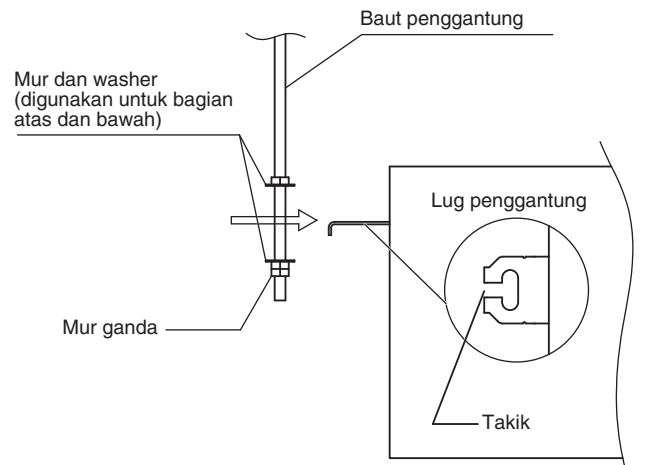 Baut penggantung
Mur dan washer
(digunakan untuk bagian
atas dan bawah)
Lug penggantung
Mur ganda
Takik